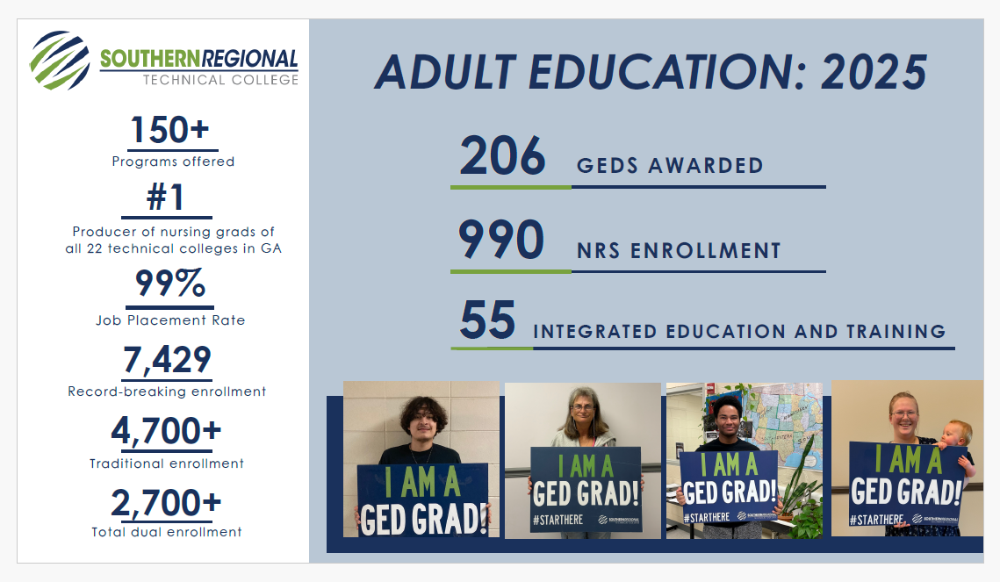 SOUTHERNREGIONAL
TECHNICAL COLLEGE
150+
Programs offered
#1
Producer of nursing grads of
all 22 technical colleges in GA
99%
Job Placement Rate
7,429
Record-breaking enrollment
4,700+
Traditional enrollment
2,700+
Total dual enrollment
ADULT EDUCATION: 2025
206 GEDS AWARDED
990 NRS ENROLLMENT
55 INTEGRATED EDUCATION AND TRAINING
I AM A
GED GRAD!
I AM A
GED GRAD!
#STARTHERE SOUTHERNREGIONAL
I AM A
GED GRAD!
#STARTHERE SOUTHERNREGIONAL
I AM A
GED GRAD!
#STARTHERE SOUTHERNREGIONAL